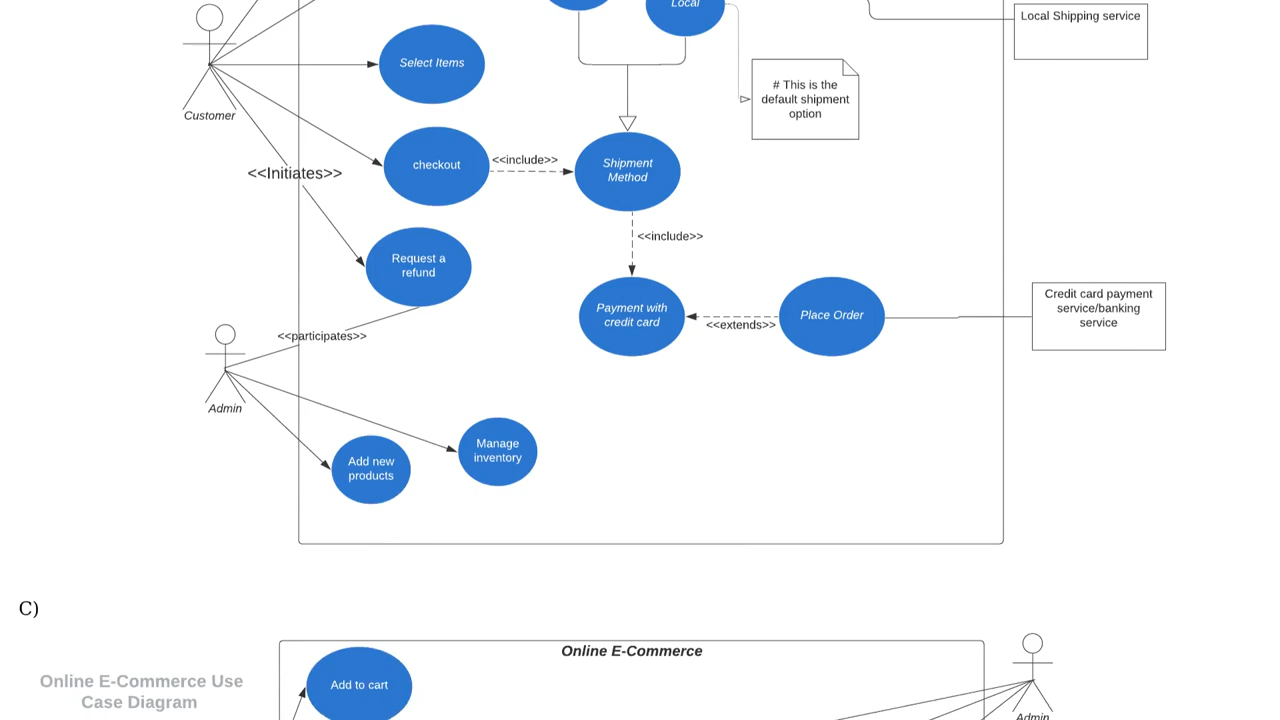 Local
Local Shipping service
Select Items
# This is the
default shipment
option
Customer
checkout
<<include>>
Shipment
Method
<<Initiates>>
<<include>>
Request a
refund
Payment with
credit card
<<extends>>
Place Order
Credit card payment
service/banking
service
<<participates>>
Admin
Manage
inventory
Add new
products
C)
Online E-Commerce
Online E-Commerce Use
Case Diagram
Add to cart
Admin